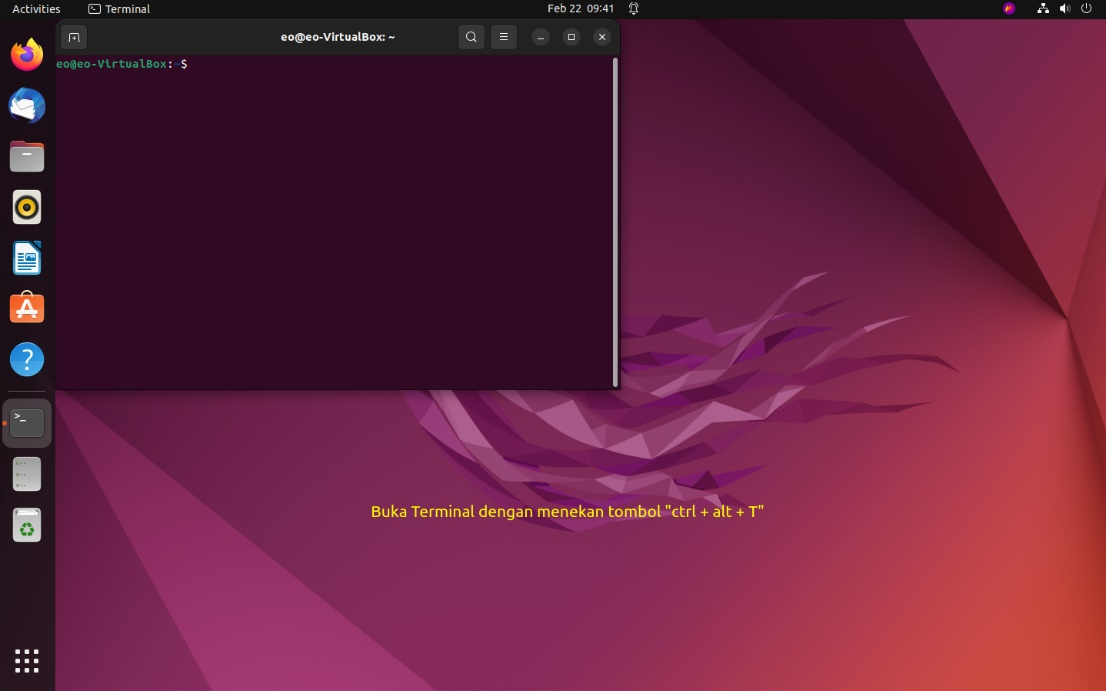 Activities Terminal Feb 22 09:41
eo@eo-VirtualBox: ~
eo@eo-VirtualBox:~$
>_
Buka Terminal dengan menekan tombol "ctrl + alt + T"